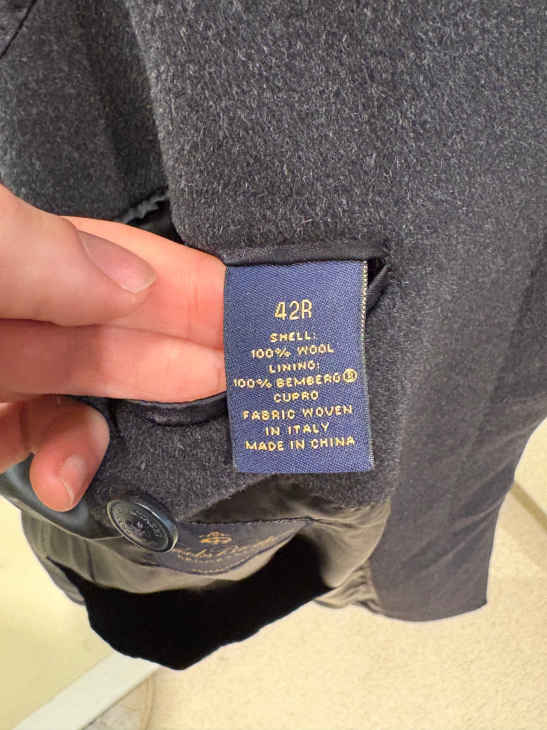 42R
SHELL:
100% WOOL
LINING:
100% BEMBERG®
CUPRO
FABRIC WOVEN
IN ITALY
MADE IN CHINA